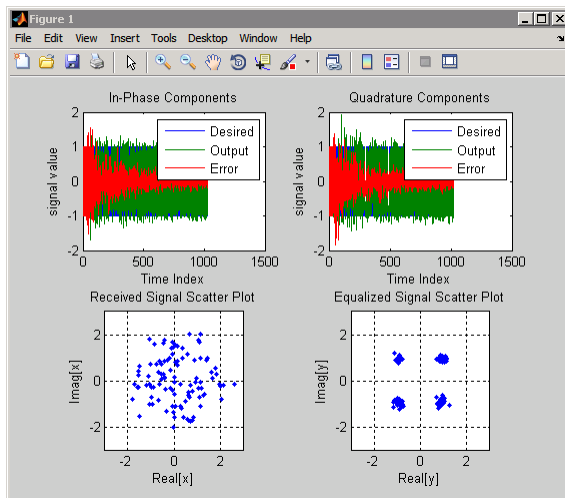 Figure 1
File Edit View Insert Tools Desktop Window Help
In-Phase Components
signal value
2
1
0
-1
-2
0 500 1000 1500
Time Index
Desired
Output
Error
Quadrature Components
signal value
2
1
0
-1
-2
0 500 1000 1500
Time Index
Desired
Output
Error
Received Signal Scatter Plot
Imag[x]
2
0
-2
-2 0 2
Real[x]
Equalized Signal Scatter Plot
Imag[y]
2
0
-2
-2 0 2
Real[y]